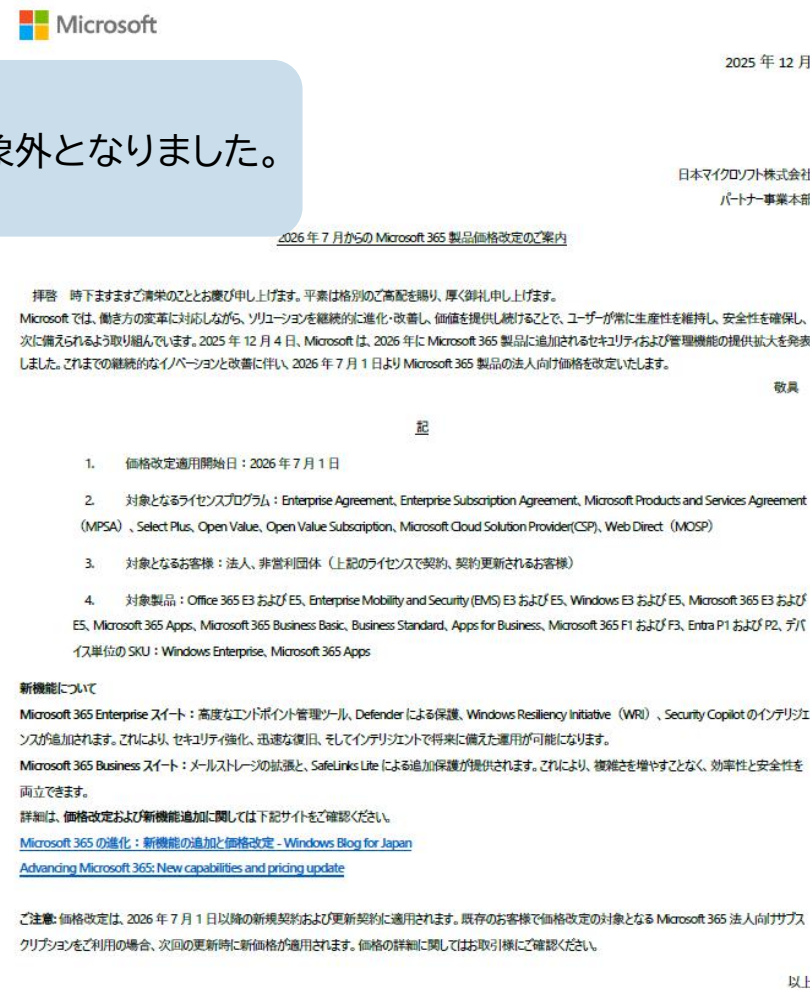 Microsoft
2025 年 12 月
象外となりました。
日本マイクロソフト株式会社
パートナー事業本部
2026 年 7 月からの Microsoft 365 製品価格改定のご案内
拝啓　時下ますますご清栄のこととお慶び申し上げます。平素は格別のご高配を賜り、厚く御礼申し上げます。
Microsoft では、働き方の変革に対応しながら、ソリューションを継続的に進化・改善し、価値を提供し続けることで、ユーザーが常に生産性を維持し、安全性を確保し、
次に備えられるよう取り組んでいます。2025 年 12 月 4 日、Microsoft は、2026 年に Microsoft 365 製品に追加されるセキュリティおよび管理機能の提供拡大を発表
しました。これまでの継続的なイノベーションと改善に伴い、2026 年 7 月 1 日より Microsoft 365 製品の法人向け価格を改定いたします。
敬具
記
1. 価格改定適用開始日：2026 年 7 月 1 日
2. 対象となるライセンスプログラム：Enterprise Agreement、Enterprise Subscription Agreement、Microsoft Products and Services Agreement
（MPSA）、Select Plus、Open Value、Open Value Subscription、Microsoft Cloud Solution Provider(CSP)、Web Direct（MOSP）
3. 対象となるお客様：法人、非営利団体（上記のライセンスで契約、契約更新されるお客様）
4. 対象製品：Office 365 E3 および E5、Enterprise Mobility and Security (EMS) E3 および E5、Windows E3 および E5、Microsoft 365 E3 および
E5、Microsoft 365 Apps、Microsoft 365 Business Basic、Business Standard、Apps for Business、Microsoft 365 F1 および F3、Entra P1 および P2、デバ
イス単位の SKU：Windows Enterprise、Microsoft 365 Apps
新機能について
Microsoft 365 Enterprise スイート：高度なエンドポイント管理ツール、Defender による保護、Windows Resiliency Initiative（WRI）、Security Copilot のインテリジェ
ンスが追加されます。これにより、セキュリティ強化、迅速な復旧、そしてインテリジェントで将来に備えた運用が可能になります。
Microsoft 365 Business スイート：メールストレージの拡張と、SafeLinks Lite による追加保護が提供されます。これにより、複雑さを増やすことなく、効率性と安全性を
両立できます。
詳細は、価格改定および新機能追加に関しては下記サイトをご確認ください。
Microsoft 365 の進化：新機能の追加と価格改定 - Windows Blog for Japan
Advancing Microsoft 365: New capabilities and pricing update
ご注意: 価格改定は、2026 年 7 月 1 日以降の新規契約および更新契約に適用されます。既存のお客様で価格改定の対象となる Microsoft 365 法人向けサブス
クリプションをご利用の場合、次回の更新時に新価格が適用されます。価格の詳細に関してはお取引様にご確認ください。
以上